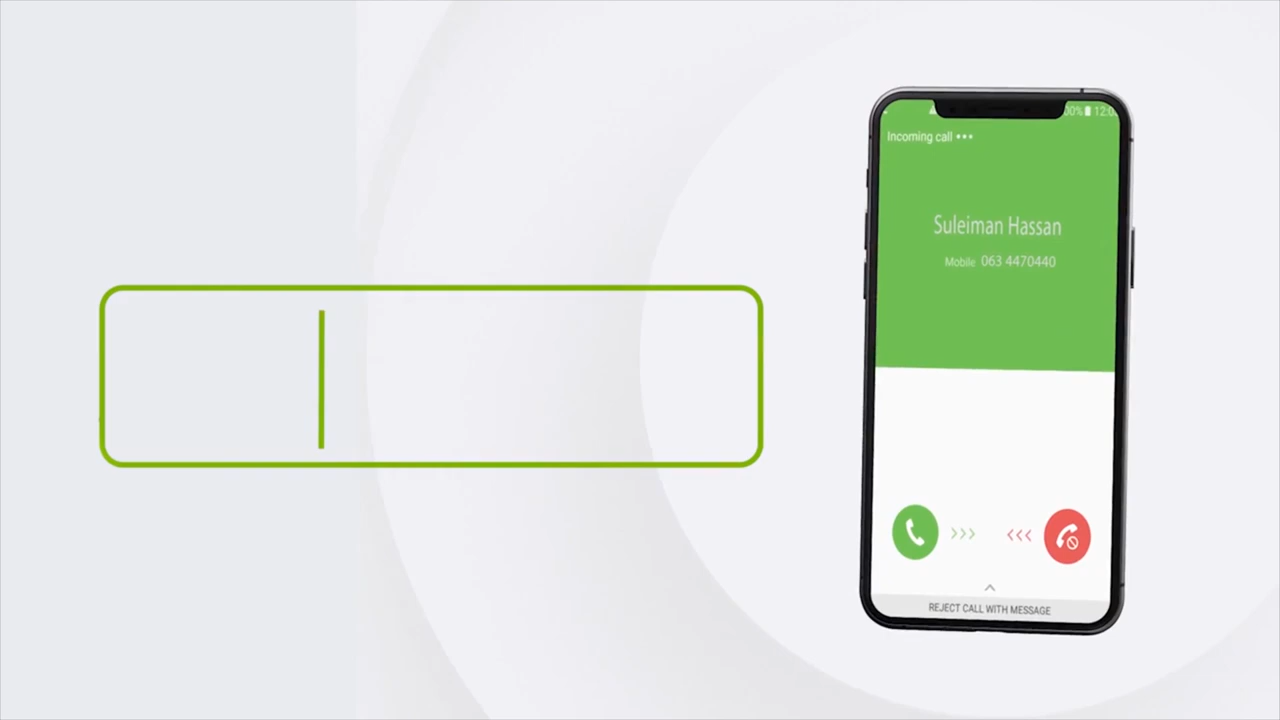 Incoming call •••
Suleiman Hassan
Mobile 063 4470440
REJECT CALL WITH MESSAGE